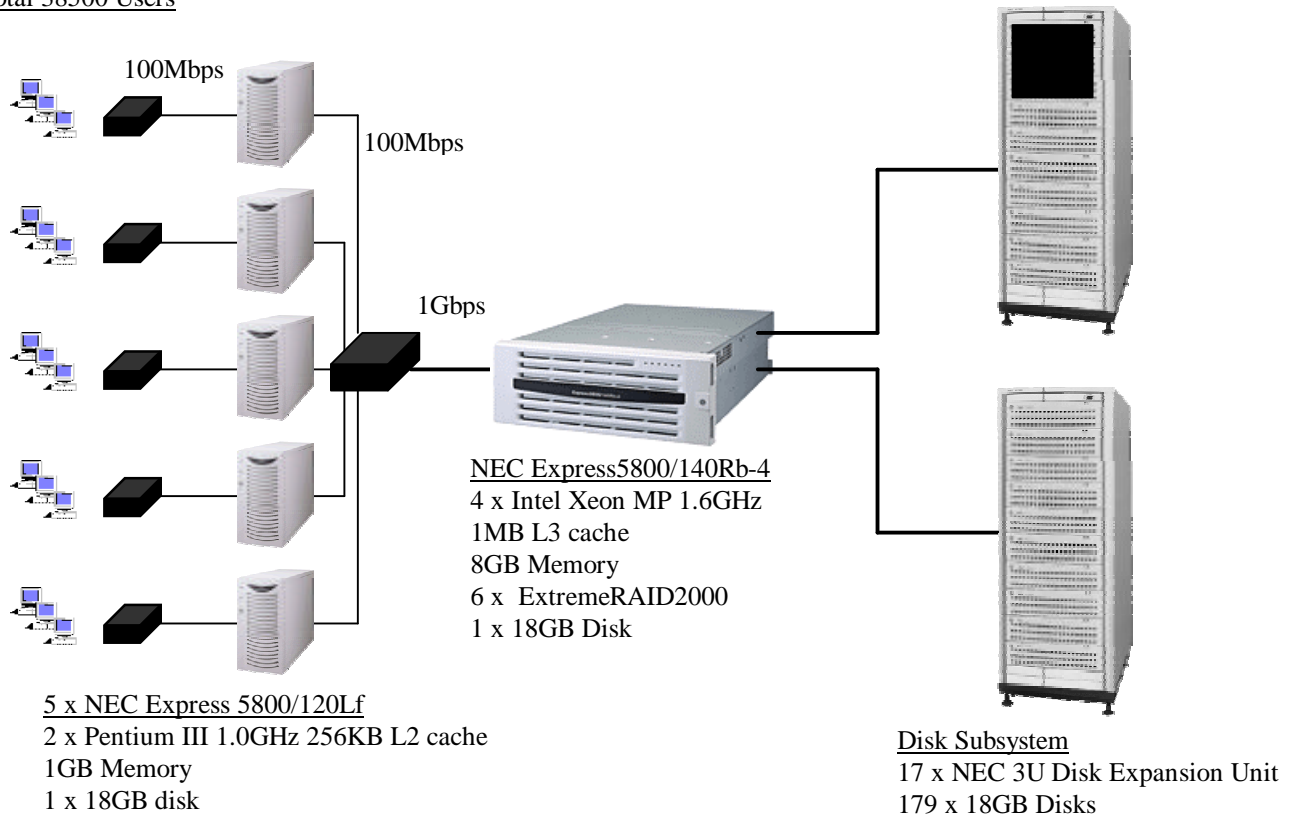 38500 Users
100Mbps
100Mbps
1Gbps
NEC Express5800/140Rb-4
4 x Intel Xeon MP 1.6GHz
1MB L3 cache
8GB Memory
6 x ExtremeRAID2000
1 x 18GB Disk
5 x NEC Express 5800/120Lf
2 x Pentium III 1.0GHz 256KB L2 cache
1GB Memory
1 x 18GB disk
Disk Subsystem
17 x NEC 3U Disk Expansion Unit
179 x 18GB Disks